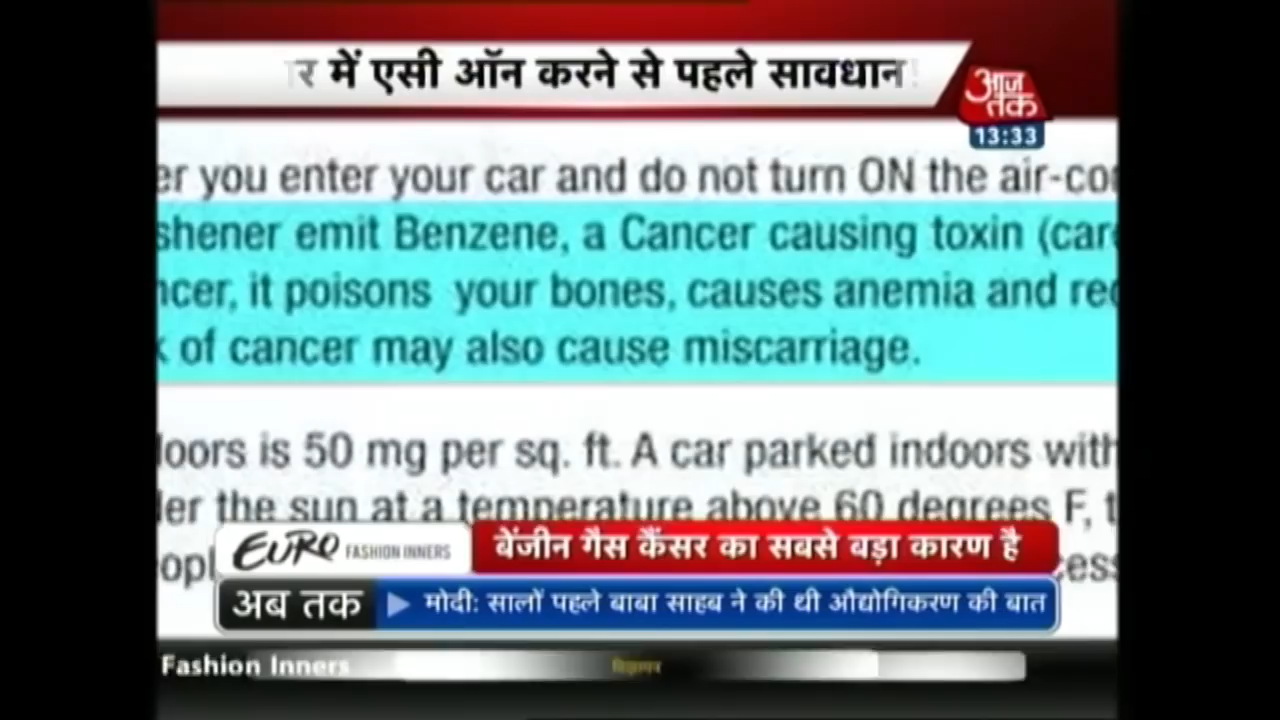 में एसी ऑन करने से पहले सावधान!
आज
तक
13:33
er you enter your car and do not turn ON the air-co
shener emit Benzene, a Cancer causing toxin (car
ncer, it poisons your bones, causes anemia and re
k of cancer may also cause miscarriage.
doors is 50 mg per sq. ft. A car parked indoors with
der the sun at a temperature above 60 degrees F,
EURO FASHION INNERS
बेंजीन गैस कैंसर का सबसे बड़ा कारण है
opl
cess
अब तक
मोदी: सालों पहले बाबा साहब ने की थी औद्योगिकरण की बात
Fashion Inners
विज्ञापन